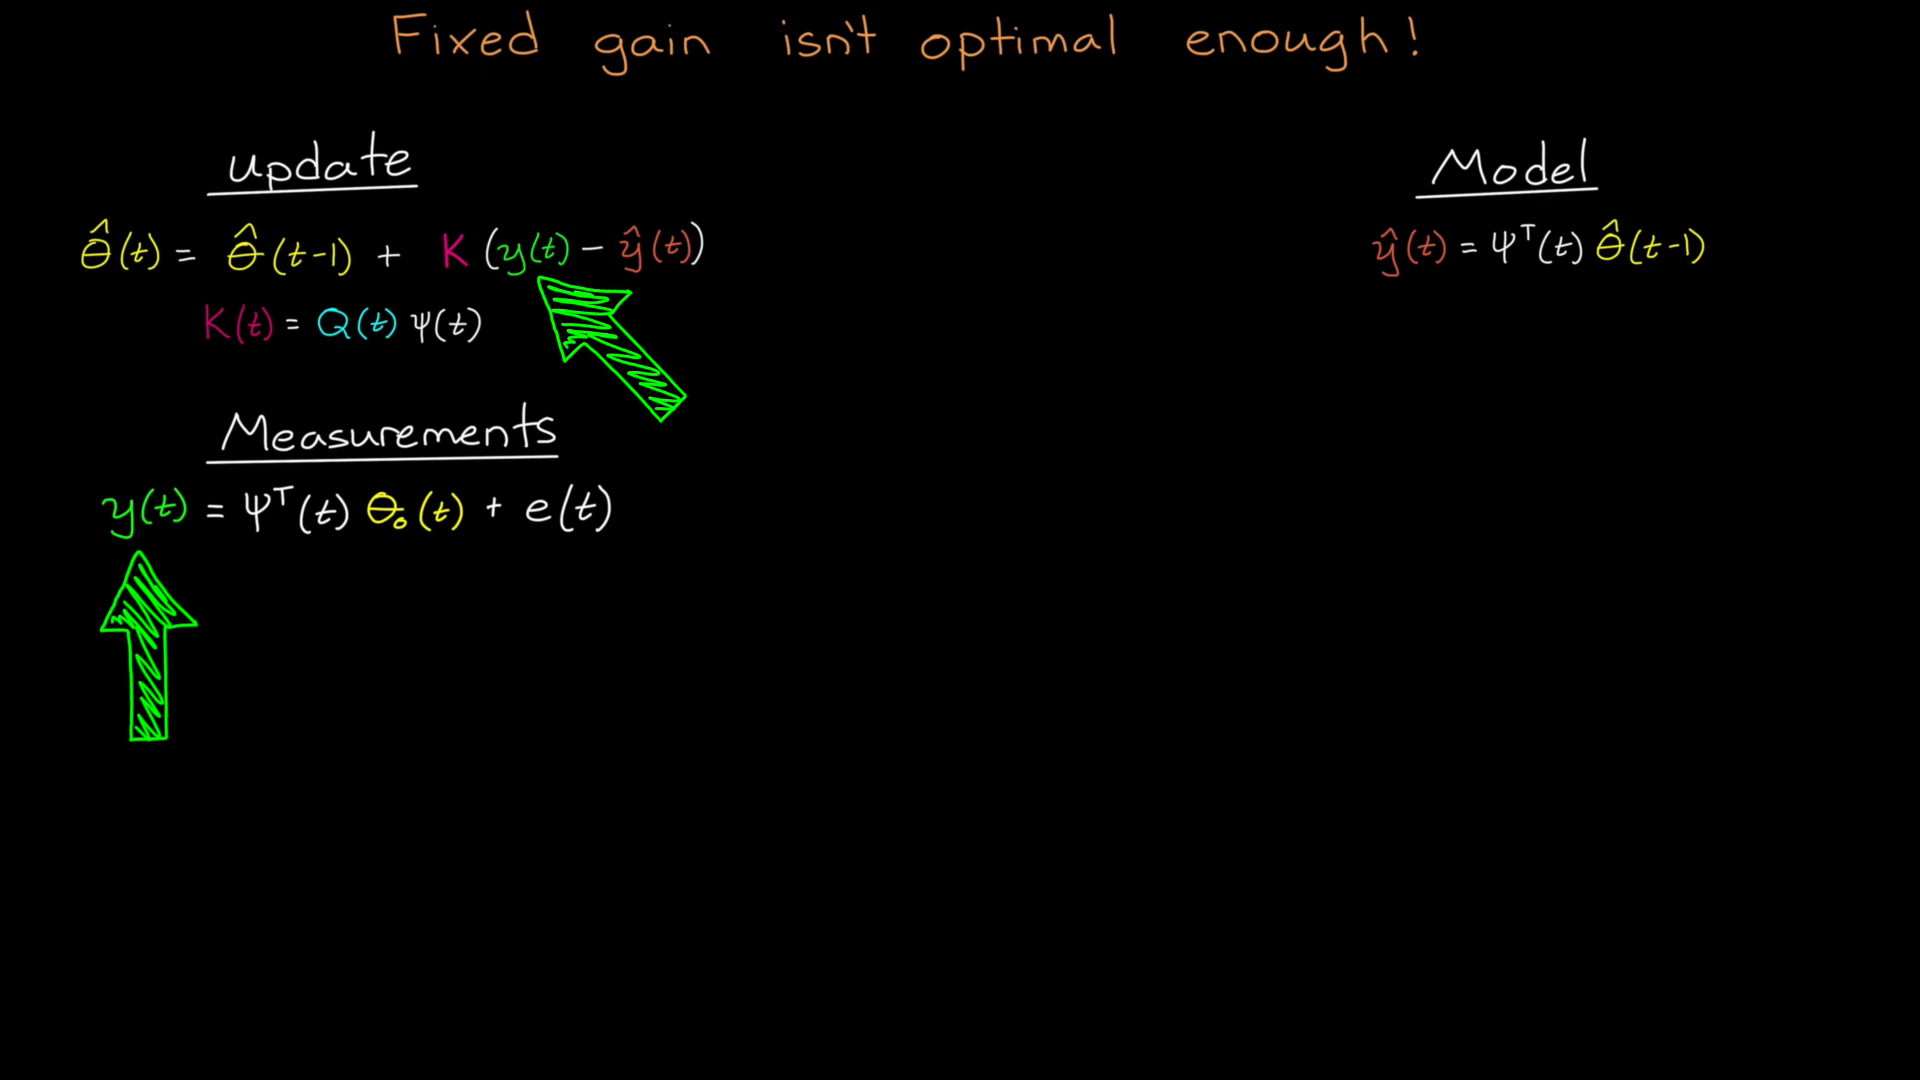 Fixed gain isn't optimal enough!
update
θ̂(t) = θ̂(t-1) + K (y(t) - ŷ(t))
K(t) = Q(t) ψ(t)
Measurements
y(t) = ψᵀ(t) θ₀(t) + e(t)
Model
ŷ(t) = ψᵀ(t) θ̂(t-1)